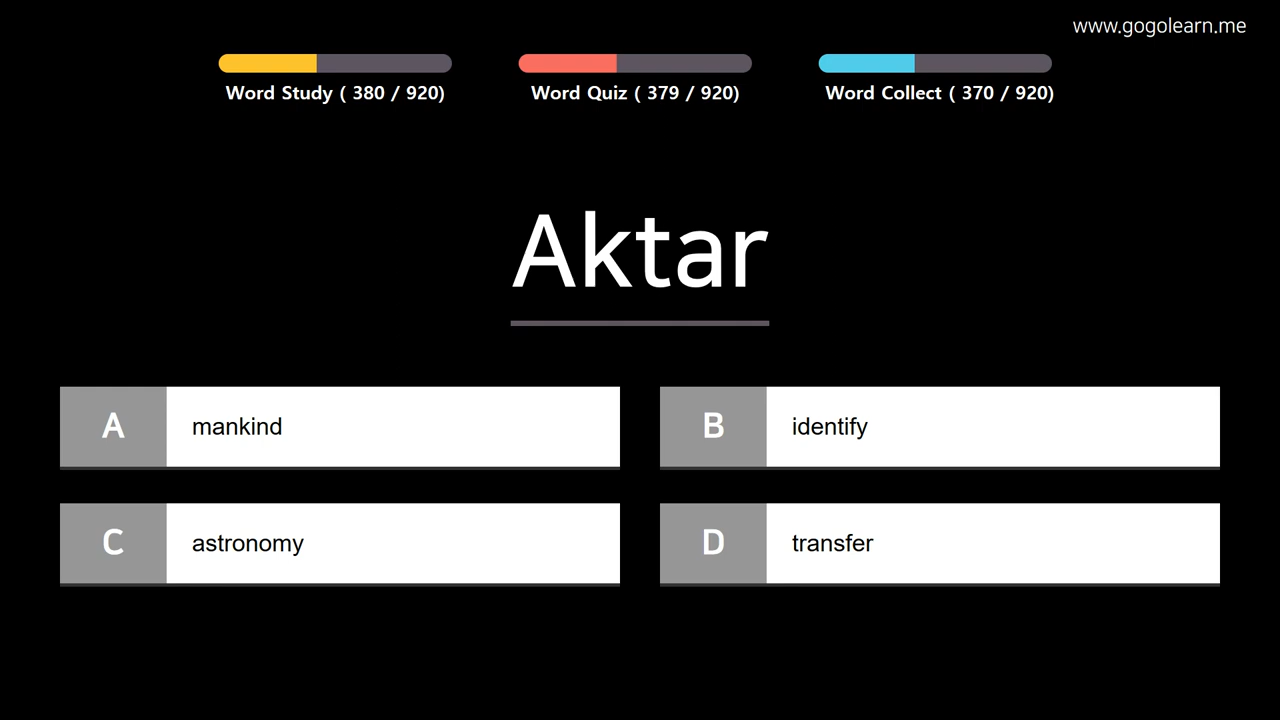 www.gogolearn.me
Word Study ( 380 / 920)
Word Quiz ( 379 / 920)
Word Collect ( 370 / 920)
Aktar
A mankind
B identify
C astronomy
D transfer